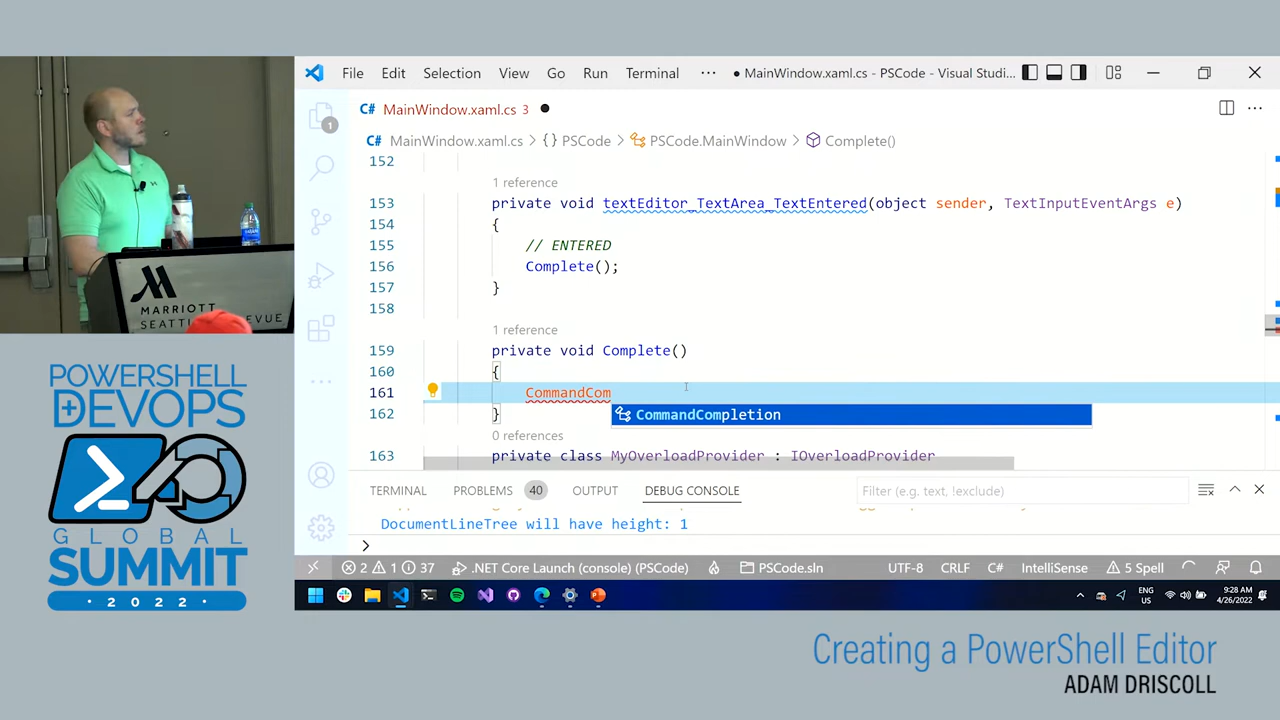 File Edit Selection View Go Run Terminal ··· ● MainWindow.xaml.cs - PSCode - Visual Studi...
C# MainWindow.xaml.cs 3 ●
C# MainWindow.xaml.cs > {} PSCode > PSCode.MainWindow > Complete()
1
152
1 reference
153 private void textEditor_TextArea_TextEntered(object sender, TextInputEventArgs e)
154 {
155 // ENTERED
156 Complete();
157 }
158
1 reference
159 private void Complete()
160 {
161 CommandCom
CommandCompletion
162 }
0 references
163 private class MyOverloadProvider : IOverloadProvider
TERMINAL PROBLEMS 40 OUTPUT DEBUG CONSOLE Filter (e.g. text, !exclude)
DocumentLineTree will have height: 1
>
2 1 37 .NET Core Launch (console) (PSCode) PSCode.sln UTF-8 CRLF C# IntelliSense 5 Spell
ENG
US
9:28 AM
4/26/2022
MARRIOTT
POWERSHELL
DEVOPS
GLOBAL
SUMMIT
· 2022 ·
Creating a PowerShell Editor
ADAM DRISCOLL